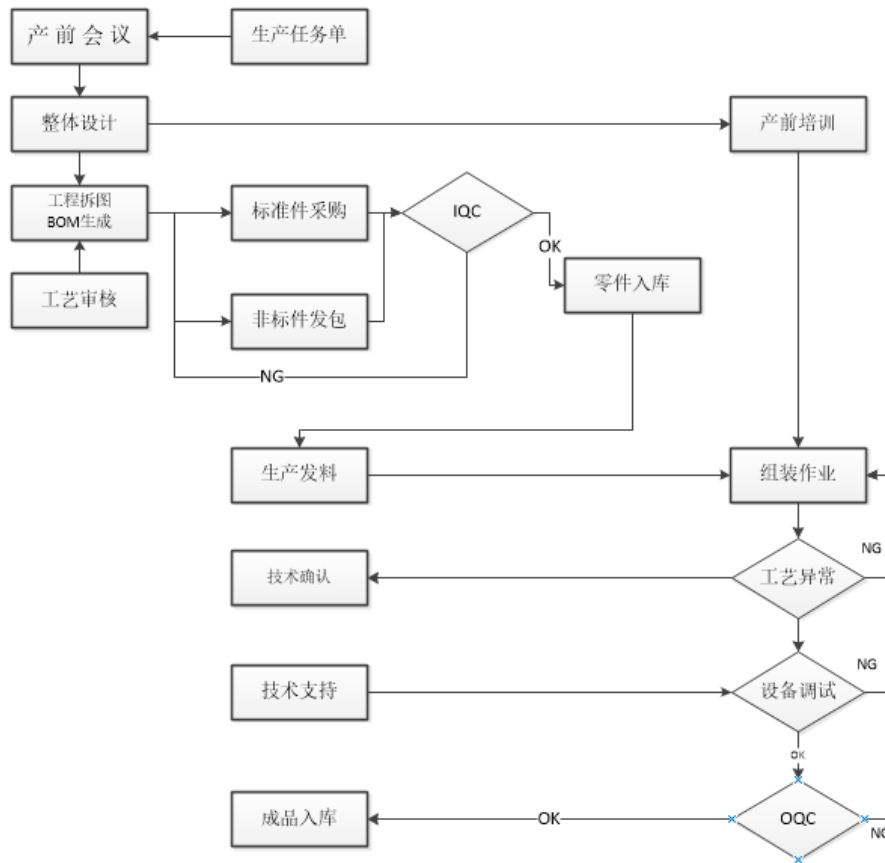 产前会议
生产任务单
整体设计
产前培训
工程拆图
BOM生成
标准件采购
IQC
OK
零件入库
工艺审核
非标件发包
NG
生产发料
组装作业
技术确认
工艺异常
NG
技术支持
设备调试
NG
OK
成品入库
OK
OQC
NG